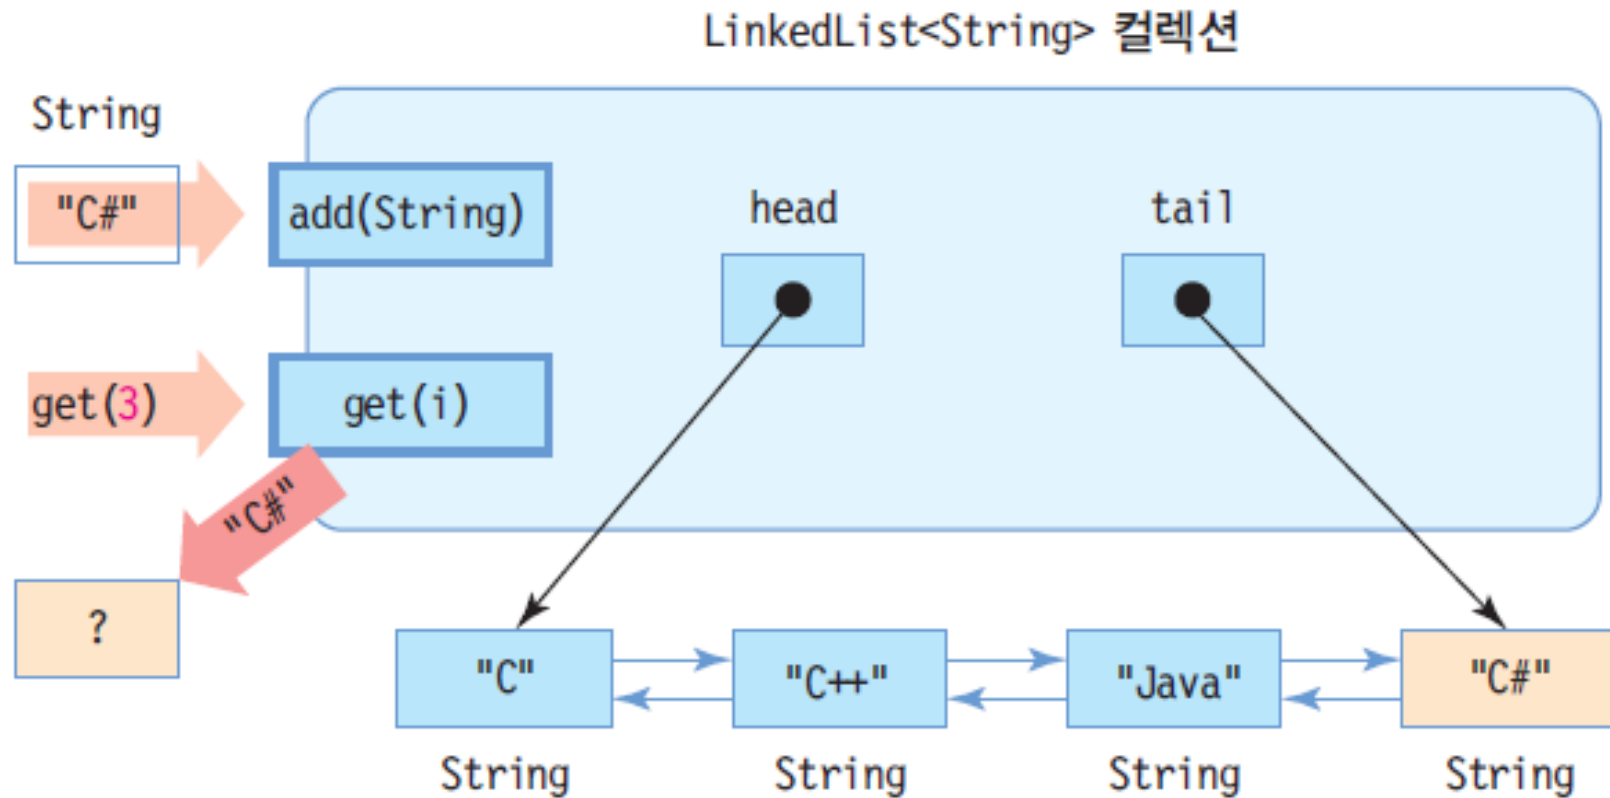 LinkedList<String> 컬렉션
String
"C#"
add(String)
head
tail
get(3)
get(i)
"C#"
?
"C"
"C++"
"Java"
"C#"
String
String
String
String